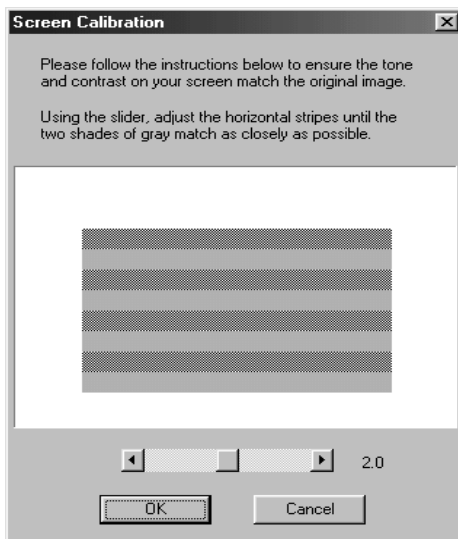 Screen Calibration
Please follow the instructions below to ensure the tone
and contrast on your screen match the original image.
Using the slider, adjust the horizontal stripes until the
two shades of gray match as closely as possible.
2.0
OK
Cancel